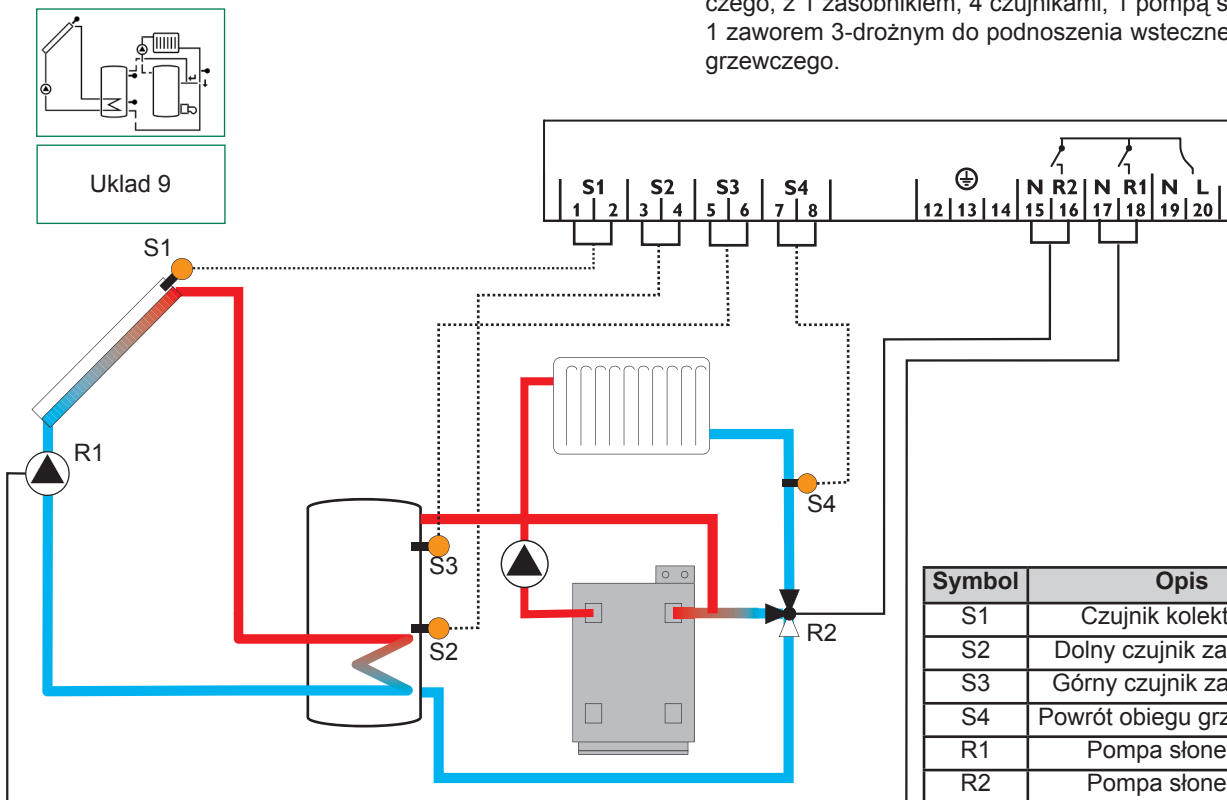 czego, z 1 zasobnikiem, 4 czujnikami, 1 pompą s
1 zaworem 3-drożnym do podnoszenia wsteczne
grzewczego.
Uklad 9
S1 S2 S3 S4 N R2 N R1 N L
1 2 3 4 5 6 7 8 12 13 14 15 16 17 18 19 20
S1
R1
S4
S3
S2
R2
Symbol Opis
S1 Czujnik kolekt
S2 Dolny czujnik za
S3 Górny czujnik za
S4 Powrót obiegu grz
R1 Pompa słone
R2 Pompa słone